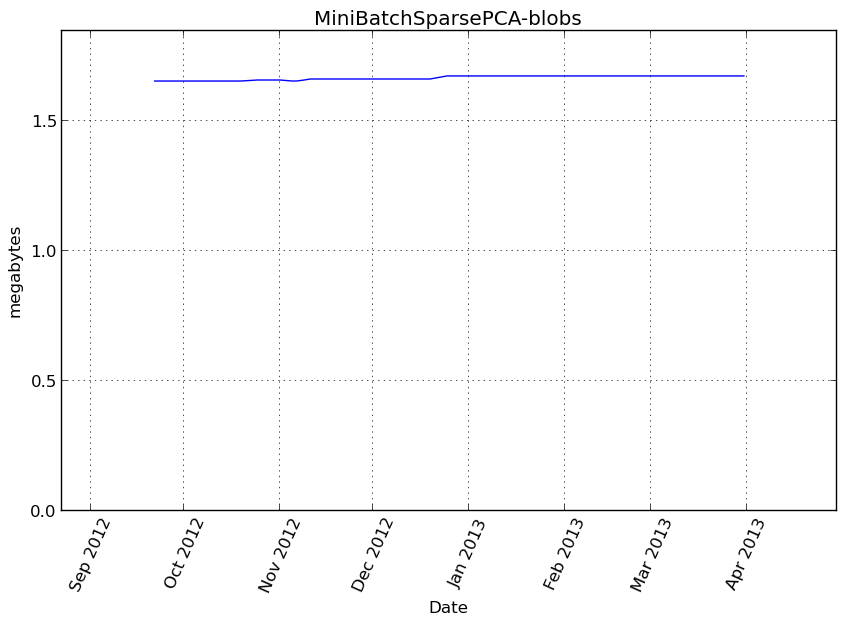 MiniBatchSparsePCA-blobs
megabytes
1.5
1.0
0.5
0.0
Sep 2012
Oct 2012
Nov 2012
Dec 2012
Jan 2013
Feb 2013
Mar 2013
Apr 2013
Date